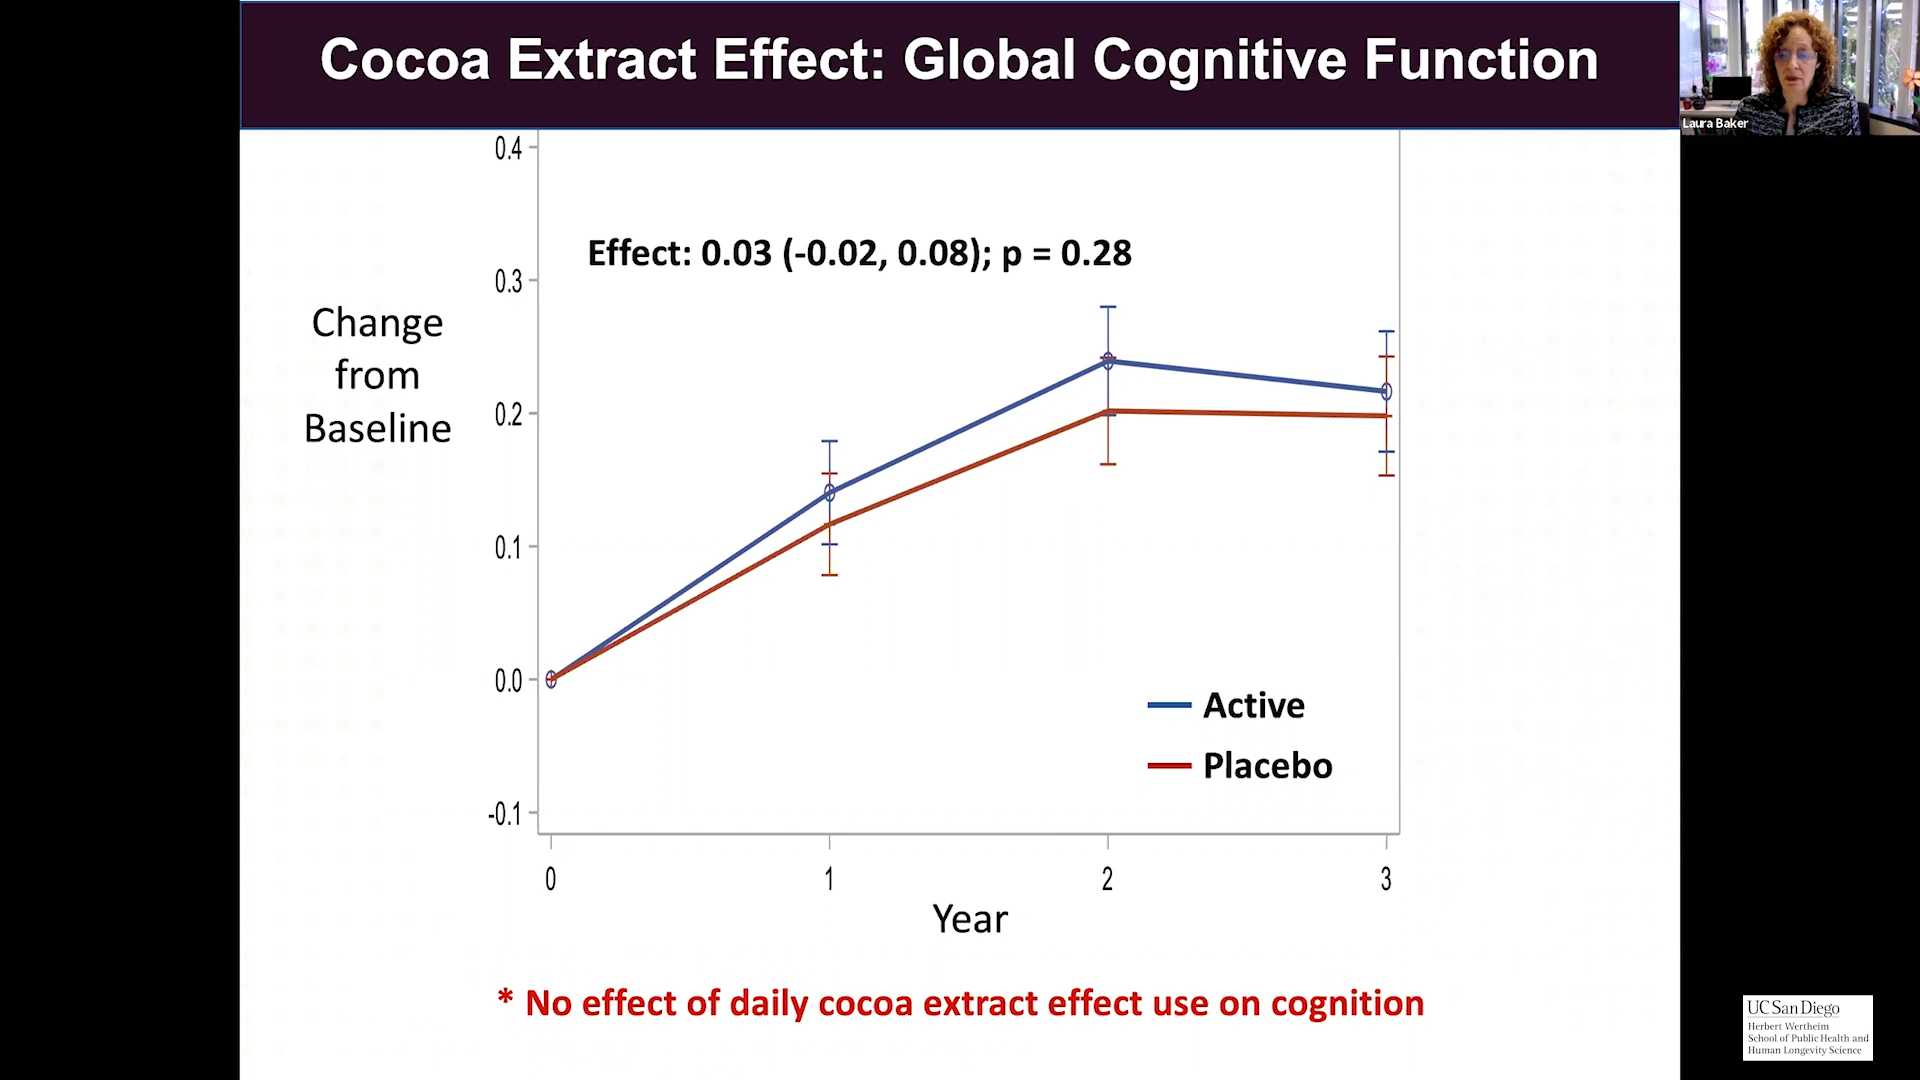 Cocoa Extract Effect: Global Cognitive Function
Laura Baker
0.4
Effect: 0.03 (-0.02, 0.08); p = 0.28
0.3
Change
from
Baseline
0.2
0.1
0.0
Active
Placebo
-0.1
0 1 2 3
Year
* No effect of daily cocoa extract effect use on cognition
UC San Diego
Herbert Wertheim
School of Public Health and
Human Longevity Science